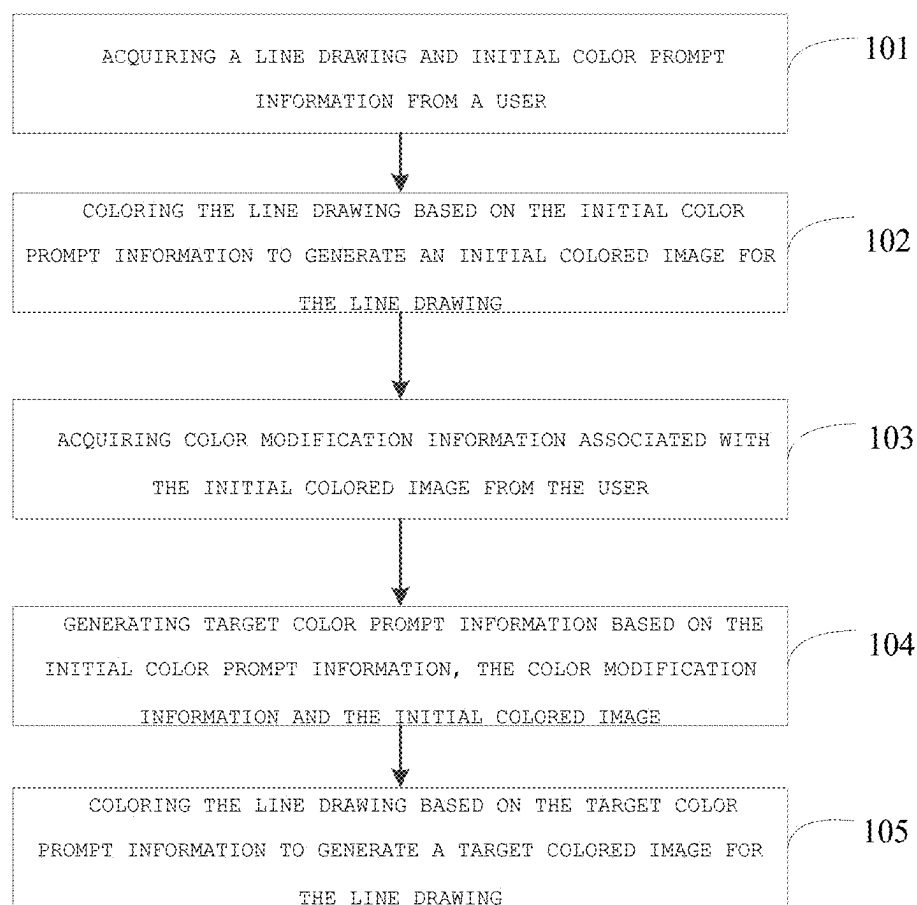 ACQUIRING A LINE DRAWING AND INITIAL COLOR PROMPT
INFORMATION FROM A USER
101
COLORING THE LINE DRAWING BASED ON THE INITIAL COLOR
PROMPT INFORMATION TO GENERATE AN INITIAL COLORED IMAGE FOR
THE LINE DRAWING
102
ACQUIRING COLOR MODIFICATION INFORMATION ASSOCIATED WITH
THE INITIAL COLORED IMAGE FROM THE USER
103
GENERATING TARGET COLOR PROMPT INFORMATION BASED ON THE
INITIAL COLOR PROMPT INFORMATION, THE COLOR MODIFICATION
INFORMATION AND THE INITIAL COLORED IMAGE
104
COLORING THE LINE DRAWING BASED ON THE TARGET COLOR
PROMPT INFORMATION TO GENERATE A TARGET COLORED IMAGE FOR
THE LINE DRAWING
105